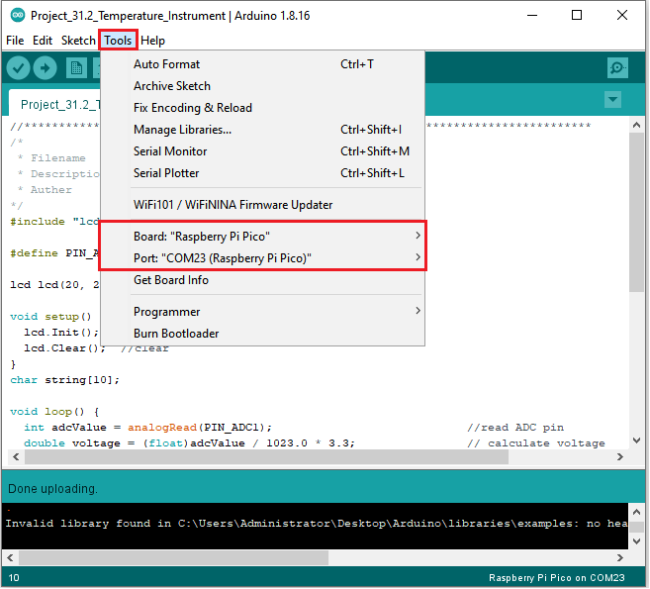 Project_31.2_Temperature_Instrument | Arduino 1.8.16
File Edit Sketch Tools Help
Project_31.2_T
Auto Format Ctrl+T
Archive Sketch
Fix Encoding & Reload
Manage Libraries... Ctrl+Shift+I
Serial Monitor Ctrl+Shift+M
Serial Plotter Ctrl+Shift+L
WiFi101 / WiFiNINA Firmware Updater
Board: "Raspberry Pi Pico"
Port: "COM23 (Raspberry Pi Pico)"
Get Board Info
Programmer
Burn Bootloader
/*
* Filename
* Descriptio
* Auther
*/
#include "lcd
#define PIN_A
lcd lcd(20, 2
void setup()
lcd.Init();
lcd.Clear(); //clear
}
char string[10];
void loop() {
int adcValue = analogRead(PIN_ADC1); //read ADC pin
double voltage = (float)adcValue / 1023.0 * 3.3; // calculate voltage
Done uploading.
Invalid library found in C:\Users\Administrator\Desktop\Arduino\libraries\examples: no hea
10 Raspberry Pi Pico on COM23